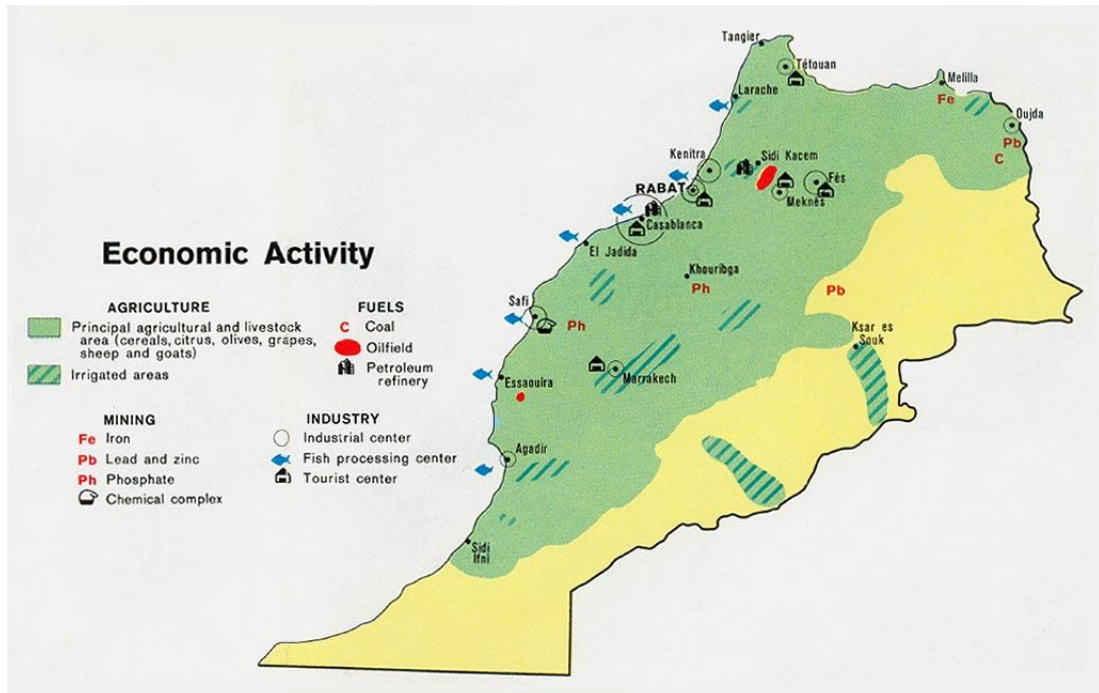 Economic Activity
AGRICULTURE
Principal agricultural and livestock
area (cereals, citrus, olives, grapes,
sheep and goats)
Irrigated areas
FUELS
C Coal
Oilfield
Petroleum
refinery
MINING
Fe Iron
Pb Lead and zinc
Ph Phosphate
Chemical complex
INDUSTRY
Industrial center
Fish processing center
Tourist center
Tangier
Tétouan
Melilla
Larache
Fe
Oujda
Pb
C
Kenitra
Sidi Kacem
RABAT
Fès
Meknès
Casablanca
El Jadida
Khouribga
Ph
Pb
Safi
Ph
Ksar es
Souk
Essaouira
Marrakech
Agadir
Sidi
Ifni